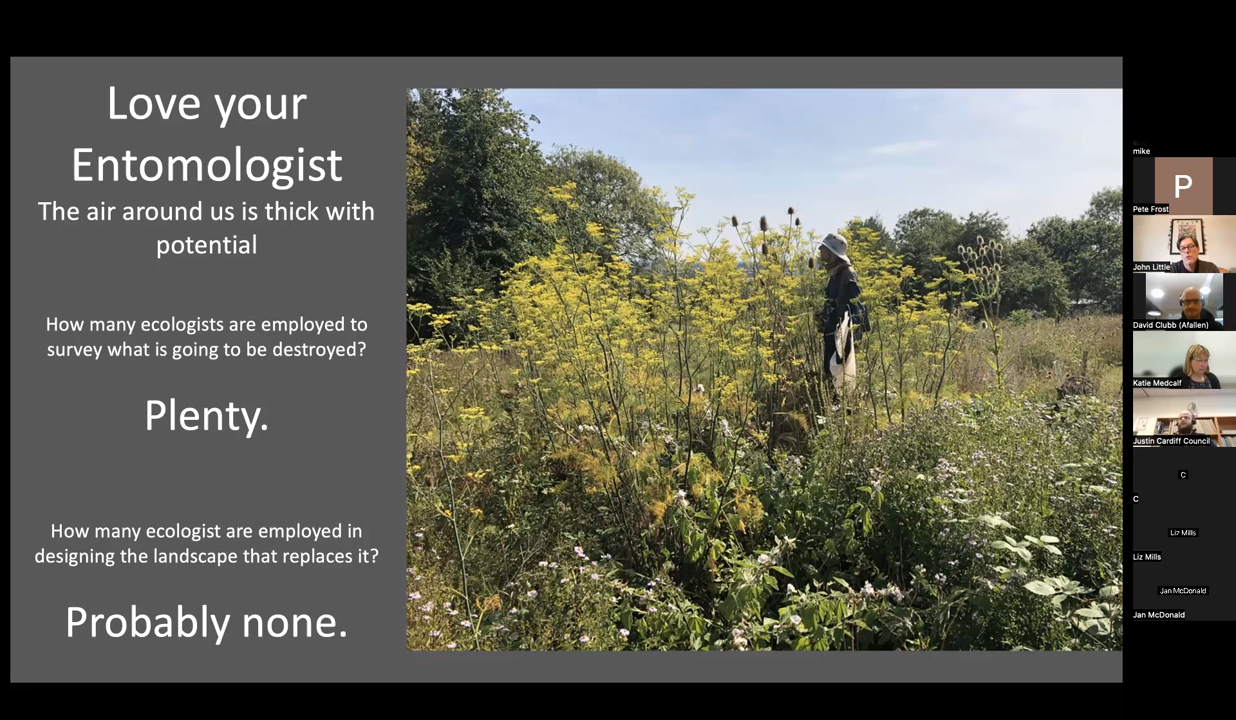 Love your
Entomologist
The air around us is thick with
potential
How many ecologists are employed to
survey what is going to be destroyed?
Plenty.
How many ecologist are employed in
designing the landscape that replaces it?
Probably none.
mike
P
Pete Frost
John Little
David Clubb (Afallen)
Katie Medcalf
Justin Cardiff Council
C
C
Liz Mills
Liz Mills
Jan McDonald
Jan McDonald